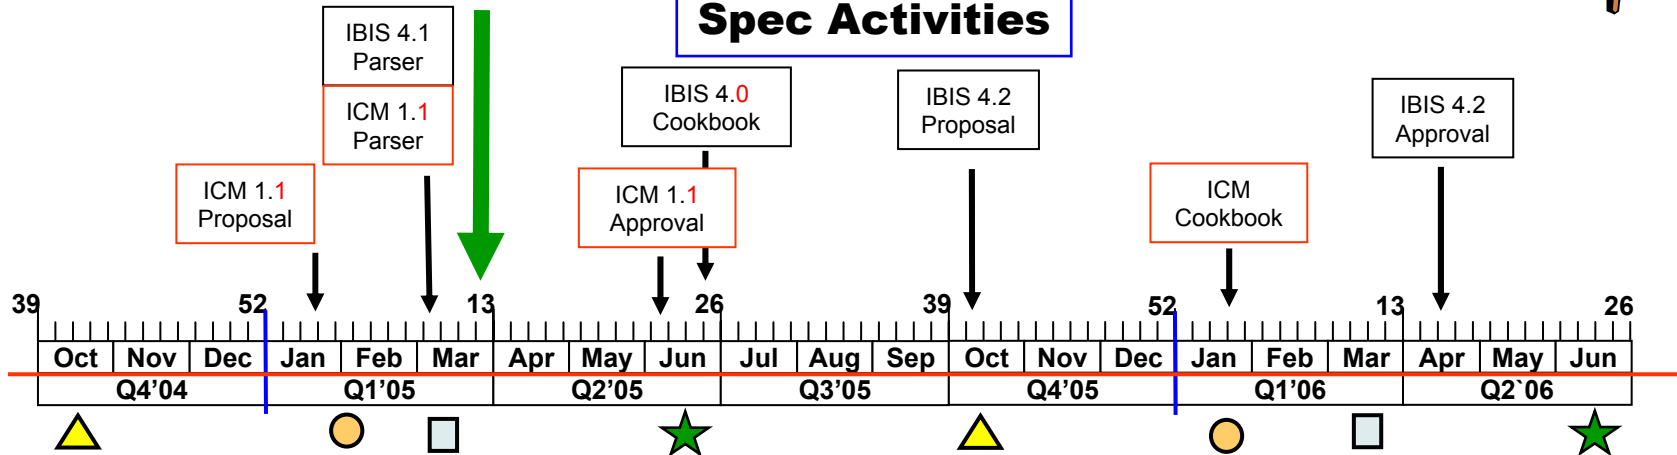 Spec Activities
IBIS 4.1
Parser
ICM 1.1
Parser
ICM 1.1
Proposal
IBIS 4.0
Cookbook
ICM 1.1
Approval
IBIS 4.2
Proposal
ICM
Cookbook
IBIS 4.2
Approval
39 52 13 26 39 52 13 26
Oct Nov Dec Jan Feb Mar Apr May Jun Jul Aug Sep Oct Nov Dec Jan Feb Mar Apr May Jun
Q4’04 Q1’05 Q2’05 Q3’05 Q4’05 Q1’06 Q2`06